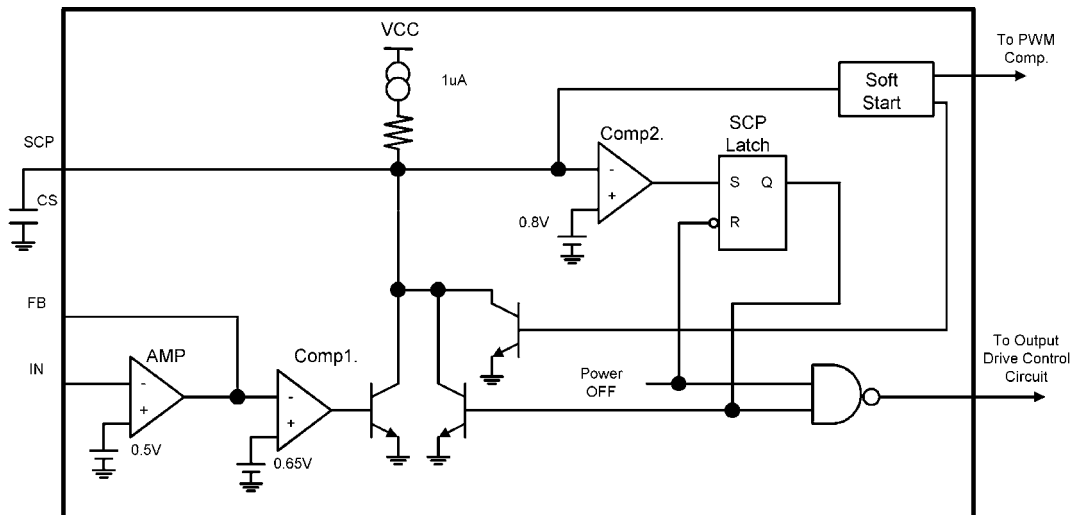 VCC
1uA
To PWM
Comp.
Soft
Start
SCP
Comp2.
SCP
Latch
-
+
S Q
R
CS
0.8V
FB
AMP
Comp1.
IN
-
+
-
+
0.5V
0.65V
Power
OFF
To Output
Drive Control
Circuit